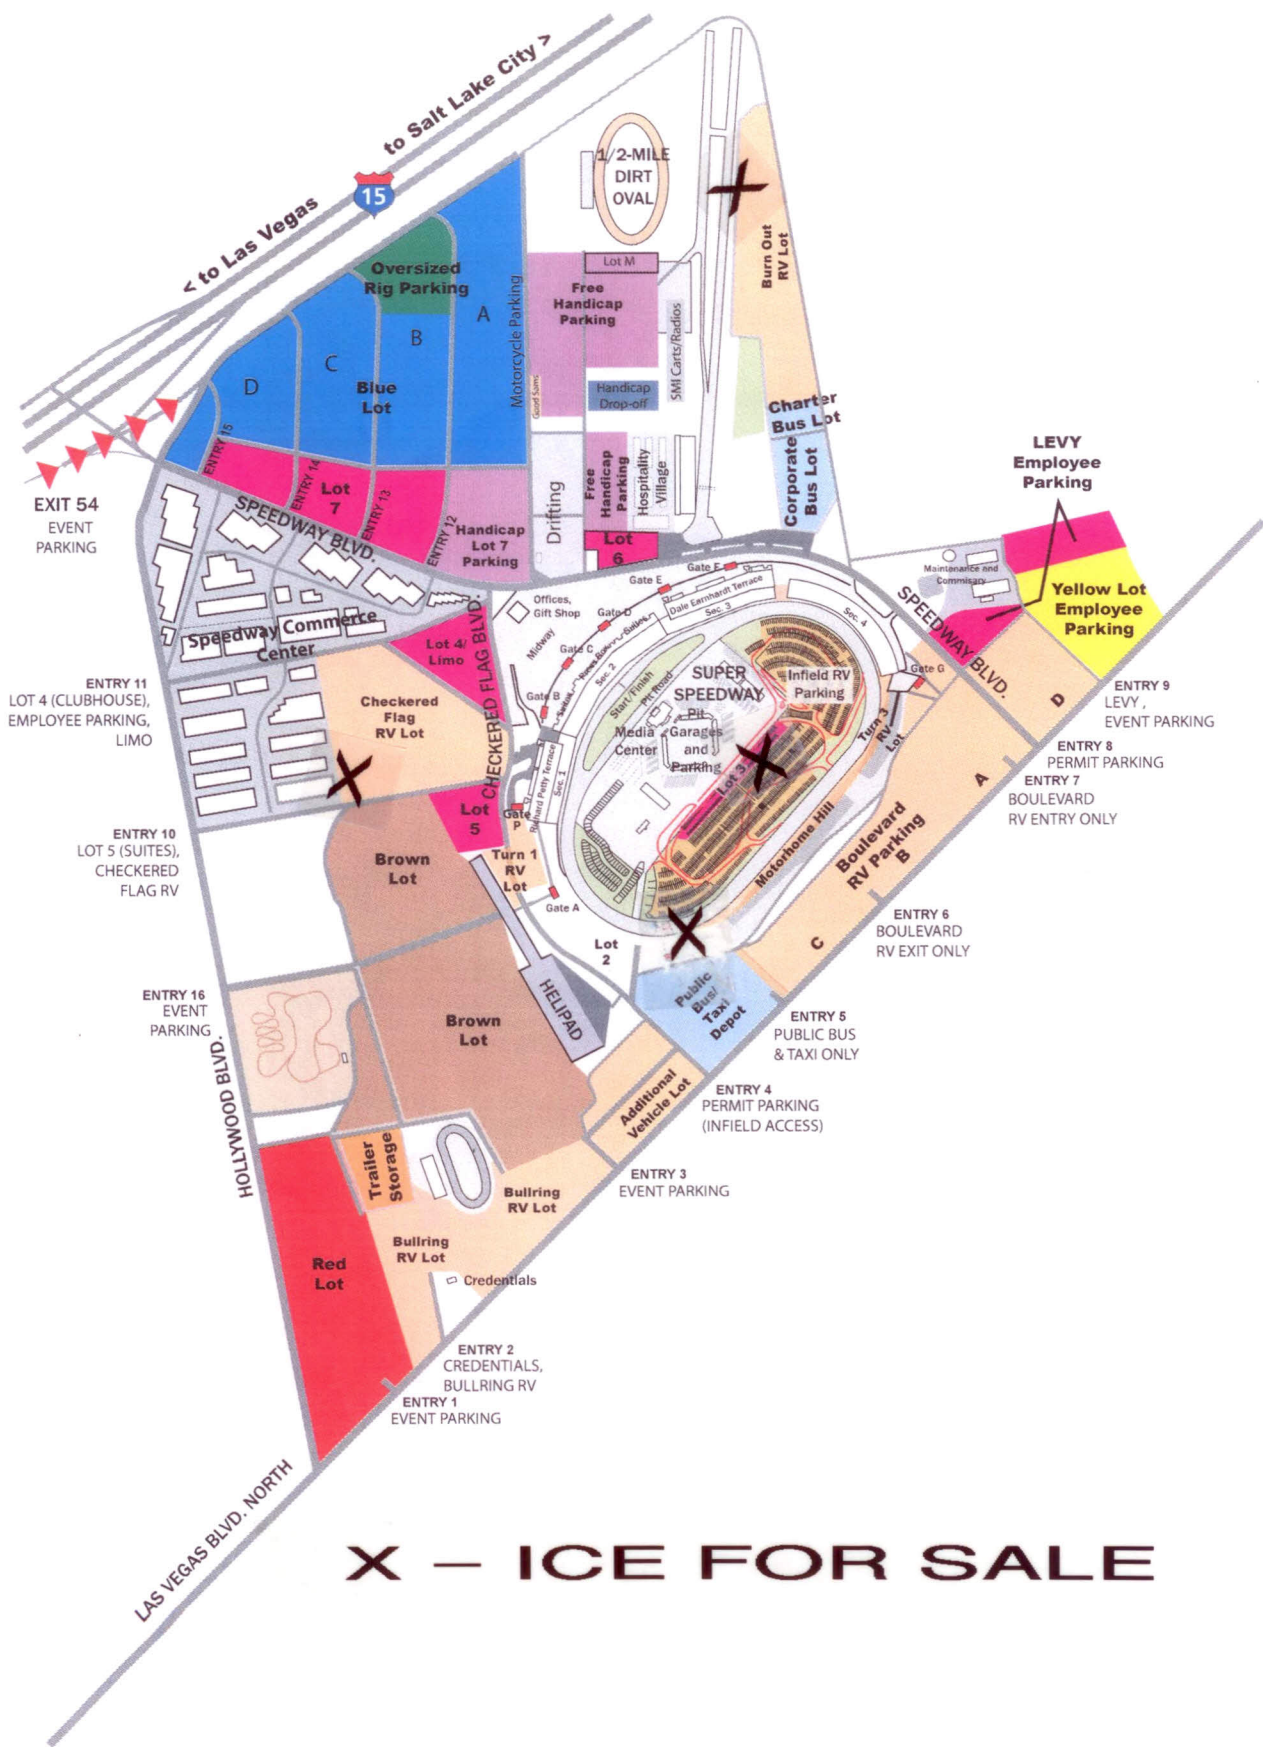 to Salt Lake City >
< to Las Vegas
15
1/2-MILE
DIRT
OVAL
Burn Out
RV Lot
Oversized
Rig Parking
A
B
C
D
Blue
Lot
Motorcycle Parking
Lot M
Free
Handicap
Parking
SMI Carts/Radios
Good Sams
Handicap
Drop-off
Charter
Bus Lot
Corporate
Bus Lot
LEVY
Employee
Parking
EXIT 54
EVENT
PARKING
ENTRY 15
ENTRY 14
ENTRY 13
ENTRY 12
Lot
7
SPEEDWAY BLVD.
Handicap
Lot 7
Parking
Drifting
Free
Handicap
Parking
Hospitality
Village
Lot
6
Gate F
Gate E
Gate D
Gate C
Gate B
Dale Earnhardt Terrace
Sec. 3
Sec. 4
Sec. 2
Offices,
Gift Shop
Midway
Maintenance and
Commisary
SPEEDWAY BLVD.
Yellow Lot
Employee
Parking
Speedway Commerce
Center
Lot 4/
Limo
CHECKERED FLAG BLVD.
Start/ Finish
Pit Road
SUPER
SPEEDWAY
Infield RV
Parking
Gate G
Pit
Garages
and
Parking
Media
Center
Turn 3
RV
Lot
Lot 3
ENTRY 11
LOT 4 (CLUBHOUSE),
EMPLOYEE PARKING,
LIMO
Checkered
Flag
RV Lot
D
ENTRY 9
LEVY ,
EVENT PARKING
ENTRY 8
PERMIT PARKING
ENTRY 7
BOULEVARD
RV ENTRY ONLY
A
Richard Petty Terrace
Sec. 1
Lot
5
Gate
P
Turn 1
RV
Lot
Motorhome Hill
Boulevard
RV Parking
B
ENTRY 10
LOT 5 (SUITES),
CHECKERED
FLAG RV
Brown
Lot
Gate A
ENTRY 6
BOULEVARD
RV EXIT ONLY
C
Lot
2
HELIPAD
Public
Bus/
Taxi
Depot
ENTRY 16
EVENT
PARKING
Brown
Lot
ENTRY 5
PUBLIC BUS
& TAXI ONLY
HOLLYWOOD BLVD.
Additional
Vehicle Lot
ENTRY 4
PERMIT PARKING
(INFIELD ACCESS)
Trailer
Storage
ENTRY 3
EVENT PARKING
Bullring
RV Lot
Bullring
RV Lot
Red
Lot
Credentials
ENTRY 2
CREDENTIALS,
BULLRING RV
ENTRY 1
EVENT PARKING
LAS VEGAS BLVD. NORTH
X – ICE FOR SALE